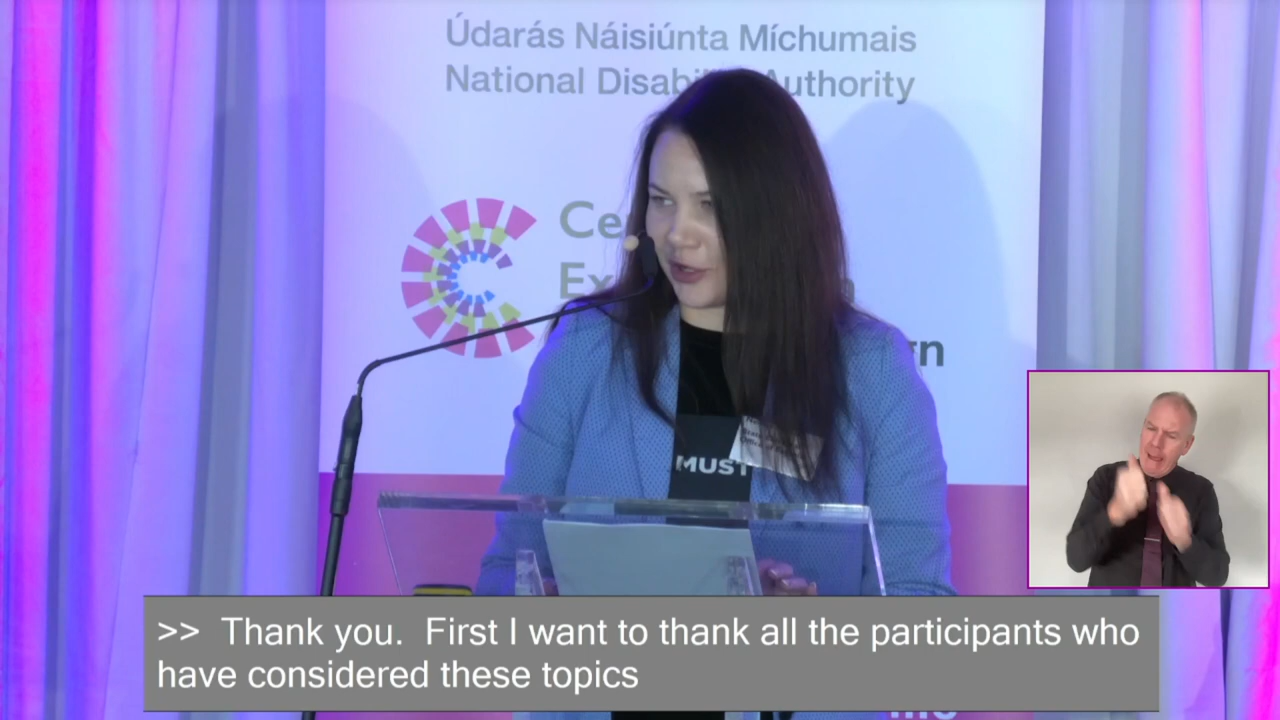 Údarás Náisiúnta Míchumais
National Disability Authority
MUST
>> Thank you. First I want to thank all the participants who
have considered these topics